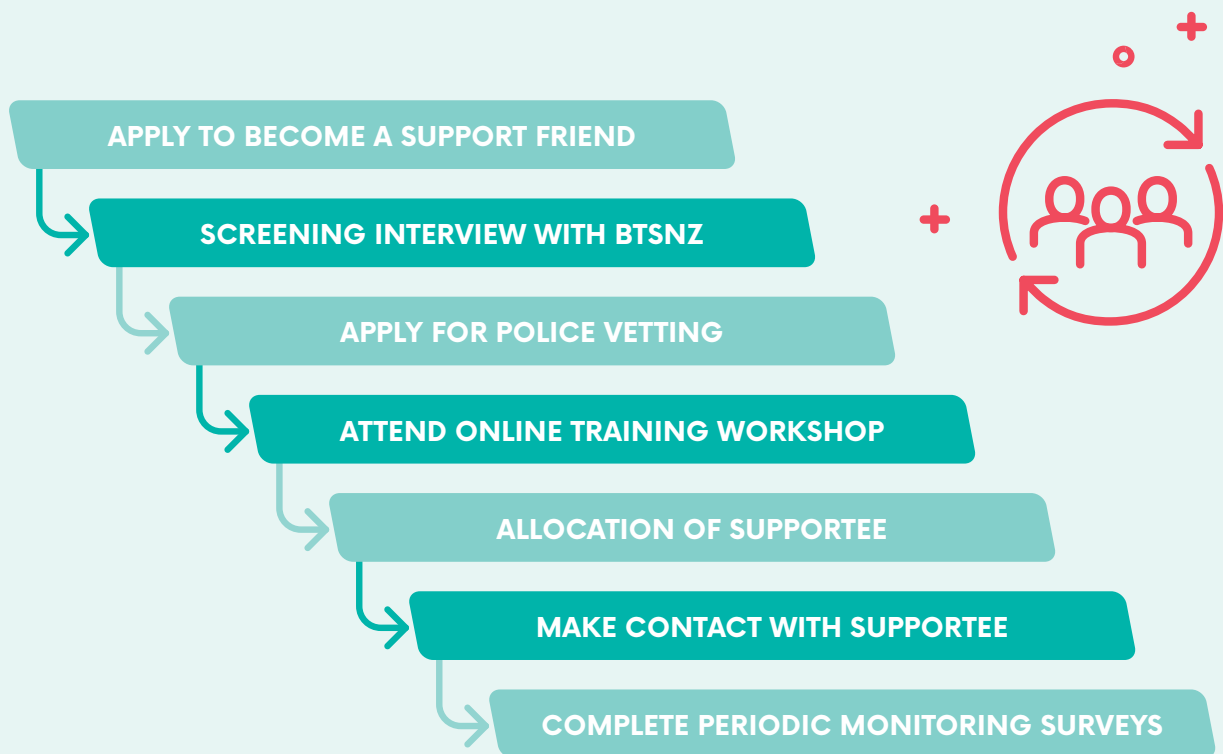 APPLY TO BECOME A SUPPORT FRIEND
SCREENING INTERVIEW WITH BTSNZ
APPLY FOR POLICE VETTING
ATTEND ONLINE TRAINING WORKSHOP
ALLOCATION OF SUPPORTEE
MAKE CONTACT WITH SUPPORTEE
COMPLETE PERIODIC MONITORING SURVEYS